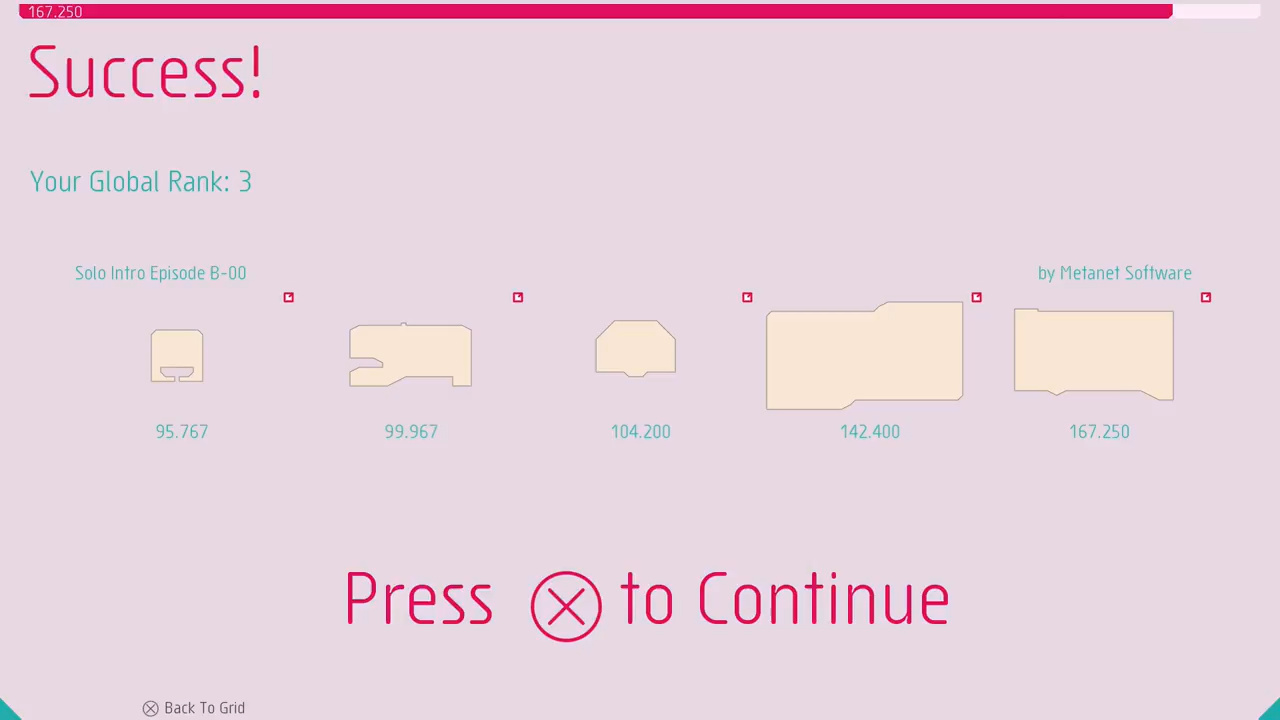 167.250
Success!
Your Global Rank: 3
Solo Intro Episode B-00 by Metanet Software
95.767 99.967 104.200 142.400 167.250
Press to Continue
Back To Grid